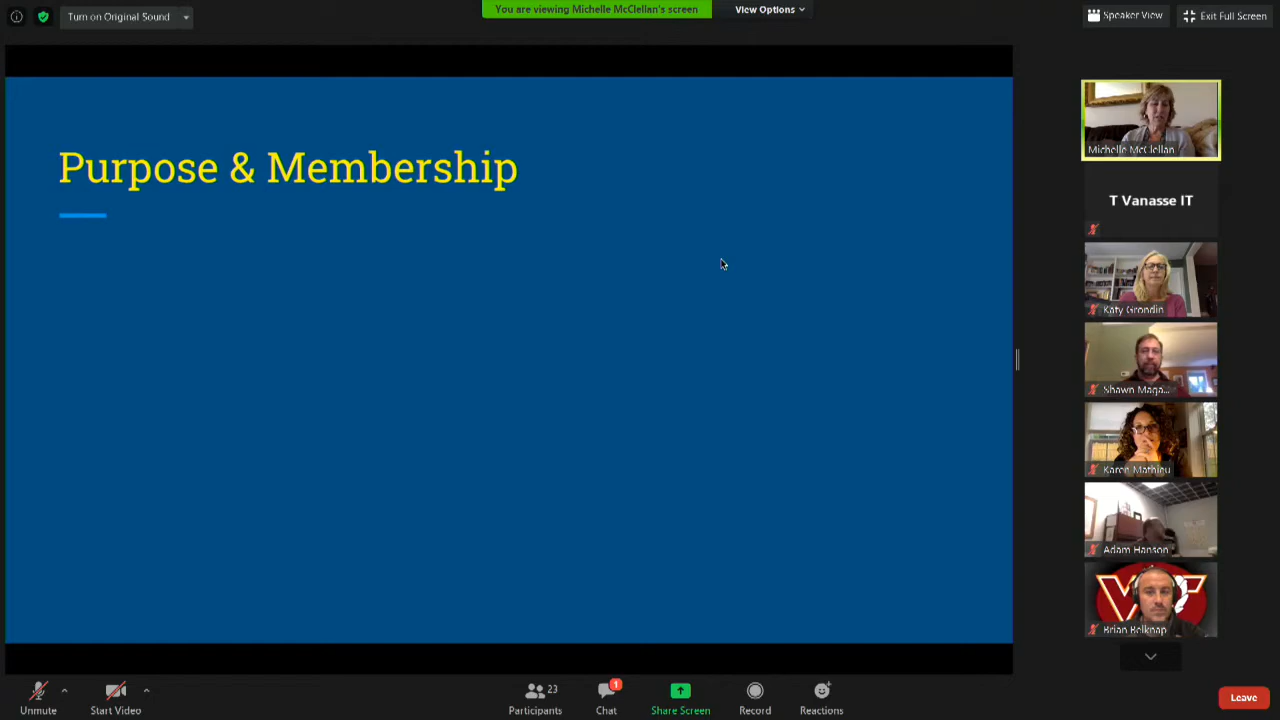 Turn on Original Sound
You are viewing Michelle McClellan's screen
View Options
Speaker View
Exit Full Screen
Purpose & Membership
Michelle McClellan
T Vanasse IT
Katy Grondin
Shawn Maga...
Karen Mathieu
Adam Hanson
Brian Belknap
Unmute
Start Video
23
Participants
1
Chat
Share Screen
Record
Reactions
Leave